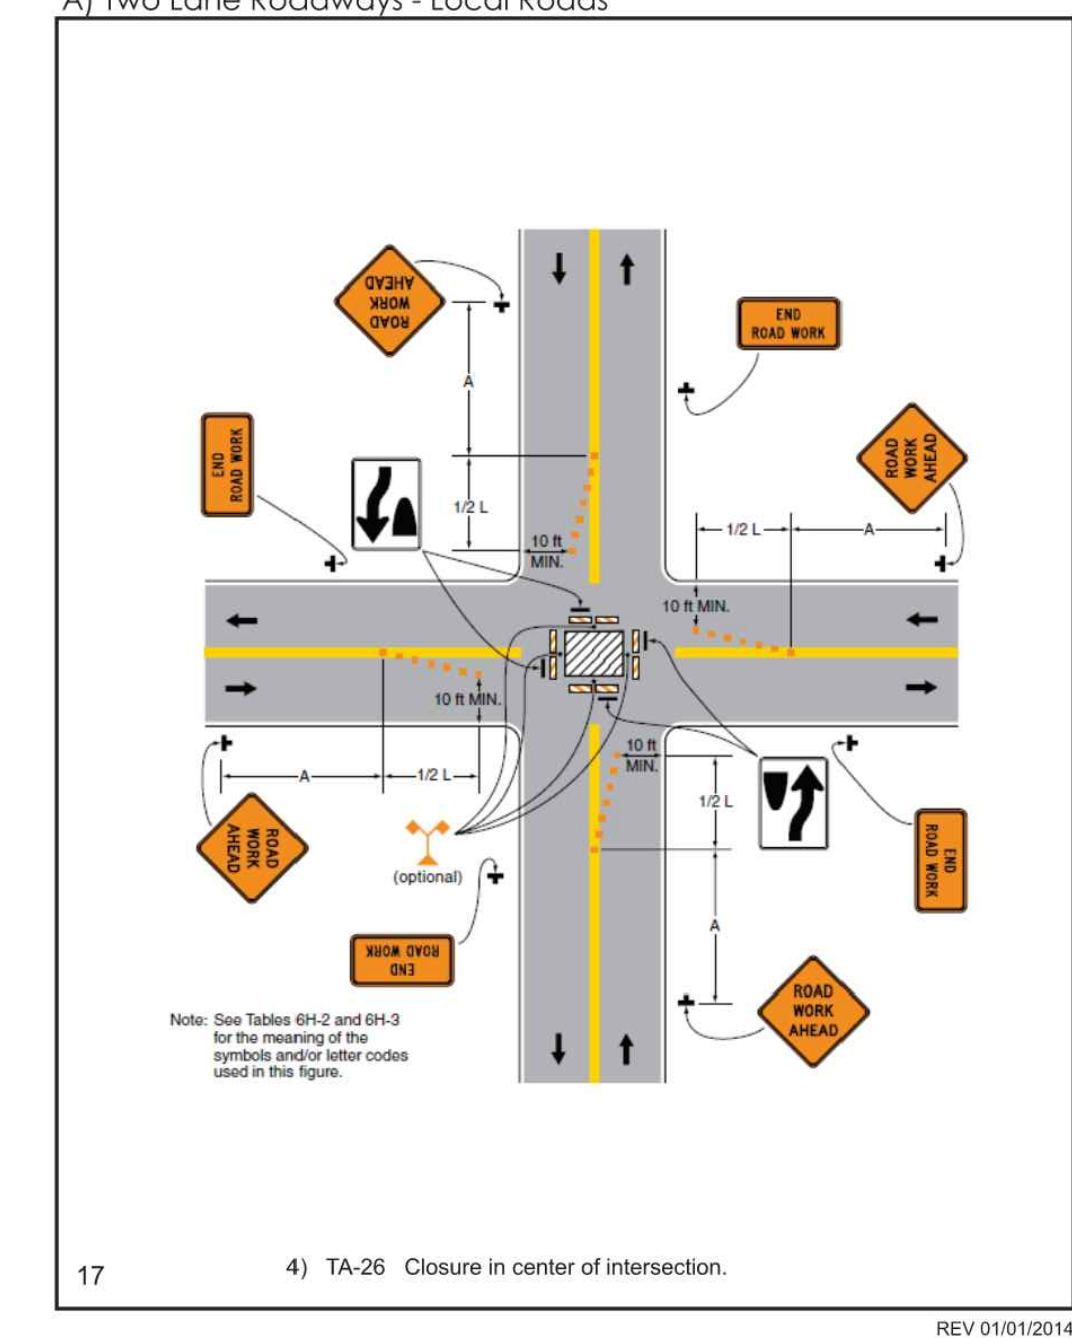 A) Two Lane Roadways - Local Roads
ROAD
WORK
AHEAD
END
ROAD WORK
A
END
ROAD WORK
ROAD
WORK
AHEAD
1/2 L
1/2 L
A
10 ft
MIN.
10 ft MIN.
10 ft MIN.
10 ft
MIN.
A
1/2 L
1/2 L
ROAD
WORK
AHEAD
(optional)
END
ROAD WORK
A
END
ROAD WORK
ROAD
WORK
AHEAD
Note: See Tables 6H-2 and 6H-3
for the meaning of the
symbols and/or letter codes
used in this figure.
17
4) TA-26 Closure in center of intersection.
REV 01/01/2014